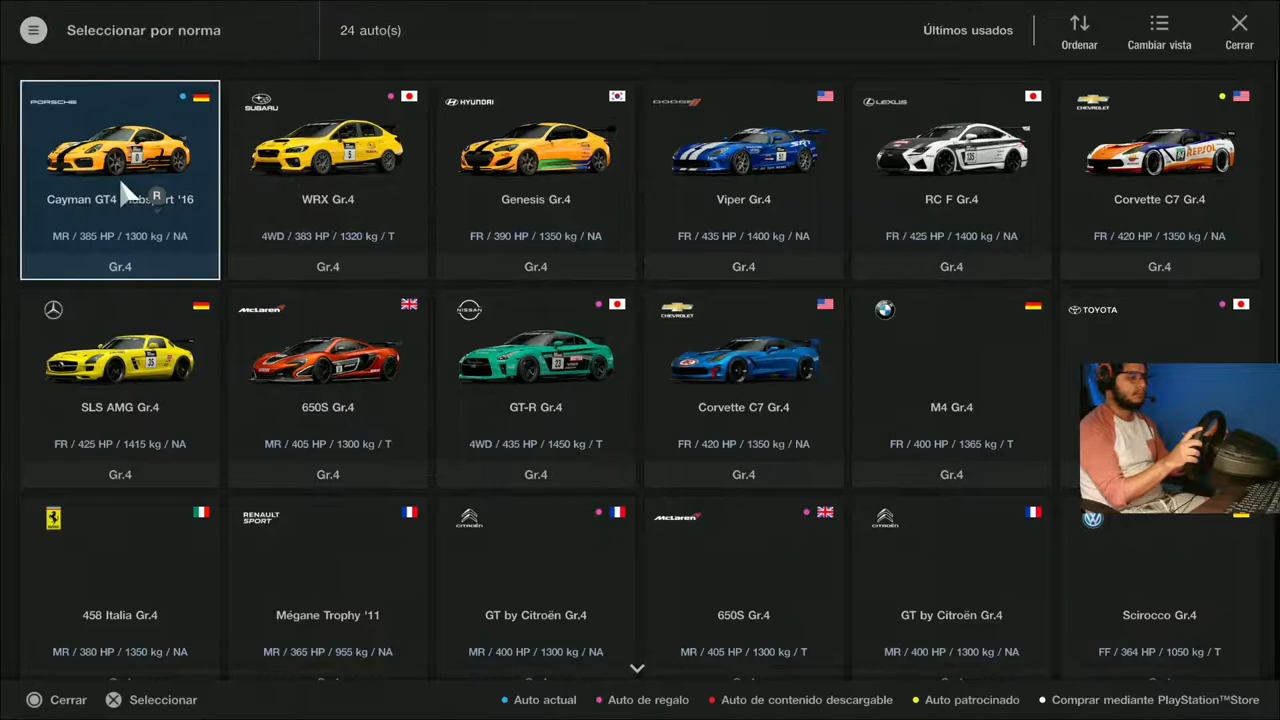 Seleccionar por norma
24 auto(s)
Últimos usados
Ordenar
Cambiar vista
Cerrar
PORSCHE
SUBARU
HYUNDAI
DODGE
LEXUS
CHEVROLET
Cayman GT4 Clubsport '16
R
WRX Gr.4
Genesis Gr.4
Viper Gr.4
RC F Gr.4
Corvette C7 Gr.4
MR / 385 HP / 1300 kg / NA
4WD / 383 HP / 1320 kg / T
FR / 390 HP / 1350 kg / NA
FR / 435 HP / 1400 kg / NA
FR / 425 HP / 1400 kg / NA
FR / 420 HP / 1350 kg / NA
Gr.4
Gr.4
Gr.4
Gr.4
Gr.4
Gr.4
McLaren
NISSAN
CHEVROLET
BMW
TOYOTA
SLS AMG Gr.4
650S Gr.4
GT-R Gr.4
Corvette C7 Gr.4
M4 Gr.4
FR / 425 HP / 1415 kg / NA
MR / 405 HP / 1300 kg / T
4WD / 435 HP / 1450 kg / T
FR / 420 HP / 1350 kg / NA
FR / 400 HP / 1365 kg / T
Gr.4
Gr.4
Gr.4
Gr.4
Gr.4
RENAULT SPORT
CITROËN
McLaren
CITROËN
458 Italia Gr.4
Mégane Trophy '11
GT by Citroën Gr.4
650S Gr.4
GT by Citroën Gr.4
Scirocco Gr.4
MR / 380 HP / 1350 kg / NA
MR / 365 HP / 955 kg / NA
MR / 400 HP / 1300 kg / NA
MR / 405 HP / 1300 kg / T
MR / 400 HP / 1300 kg / NA
FF / 364 HP / 1050 kg / T
Cerrar
Seleccionar
Auto actual
Auto de regalo
Auto de contenido descargable
Auto patrocinado
Comprar mediante PlayStation™Store